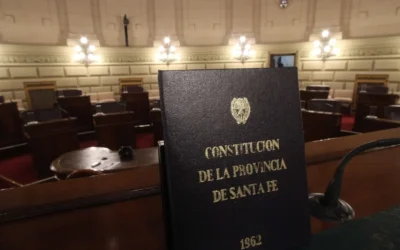 CONSTITUCION
DE LA PROVINCIA
DE SANTA FE
1962